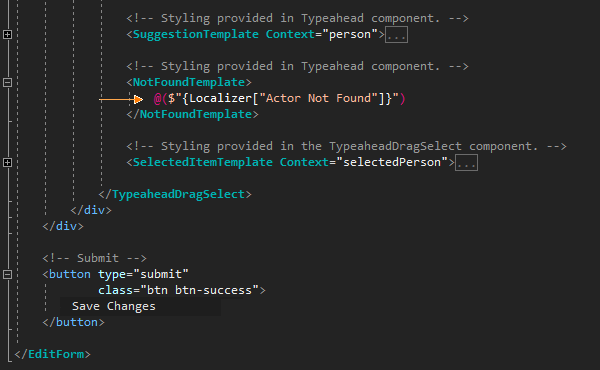 <!-- Styling provided in Typeahead component. -->
<SuggestionTemplate Context="person">...
<!-- Styling provided in Typeahead component. -->
<NotFoundTemplate>
@($"{Localizer["Actor Not Found"]}")
</NotFoundTemplate>
<!-- Styling provided in the TypeaheadDragSelect component. -->
<SelectedItemTemplate Context="selectedPerson">...
</TypeaheadDragSelect>
</div>
</div>
<!-- Submit -->
<button type="submit"
class="btn btn-success">
Save Changes
</button>
</EditForm>